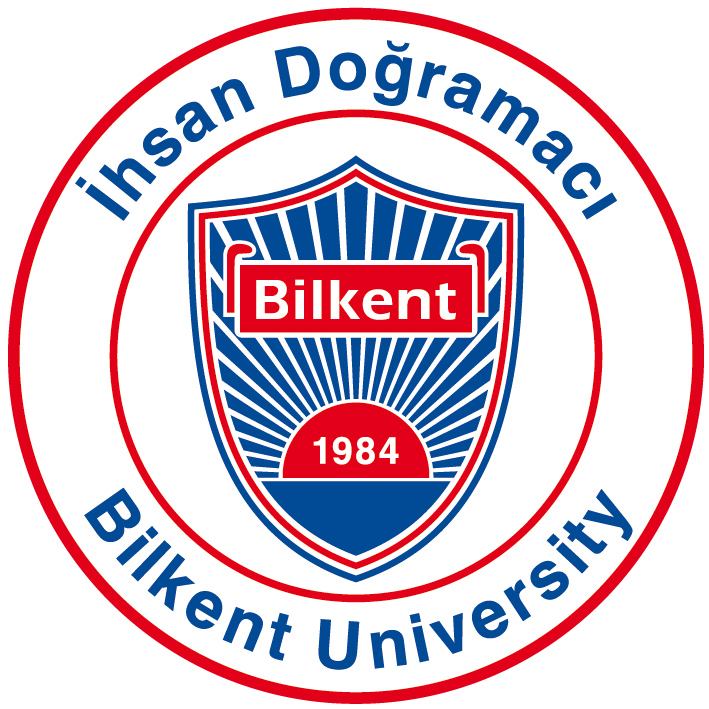 İhsan Doğramacı
Bilkent
1984
Bilkent University